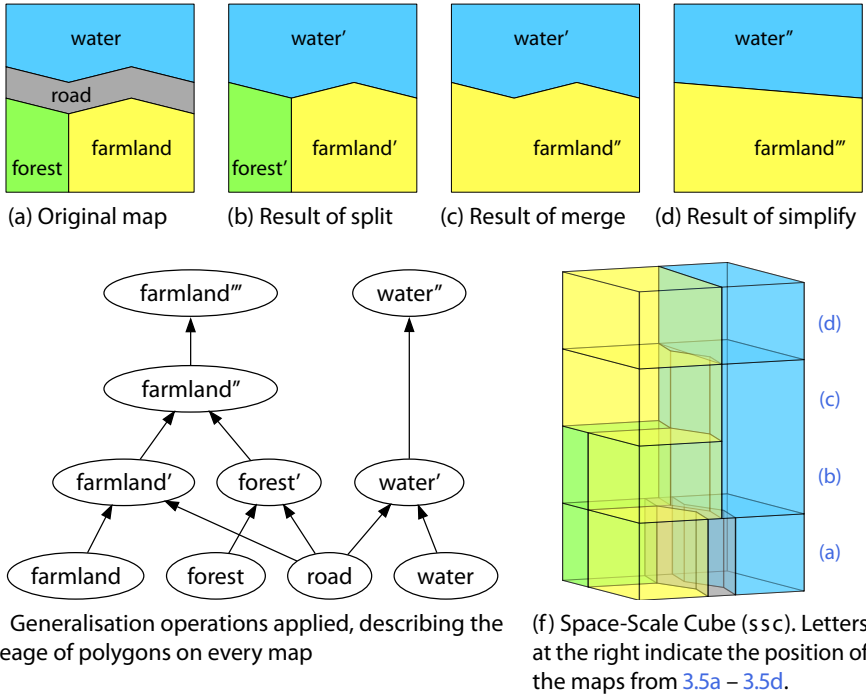 water
road
forest
farmland
water′
forest′
farmland′
water′
farmland″
water″
farmland‴
(a) Original map
(b) Result of split
(c) Result of merge
(d) Result of simplify
farmland‴
water″
farmland″
farmland′
forest′
water′
farmland
forest
road
water
(d)
(c)
(b)
(a)
Generalisation operations applied, describing the
eage of polygons on every map
(f) Space-Scale Cube (ssc). Letters
at the right indicate the position of
the maps from 3.5a – 3.5d.